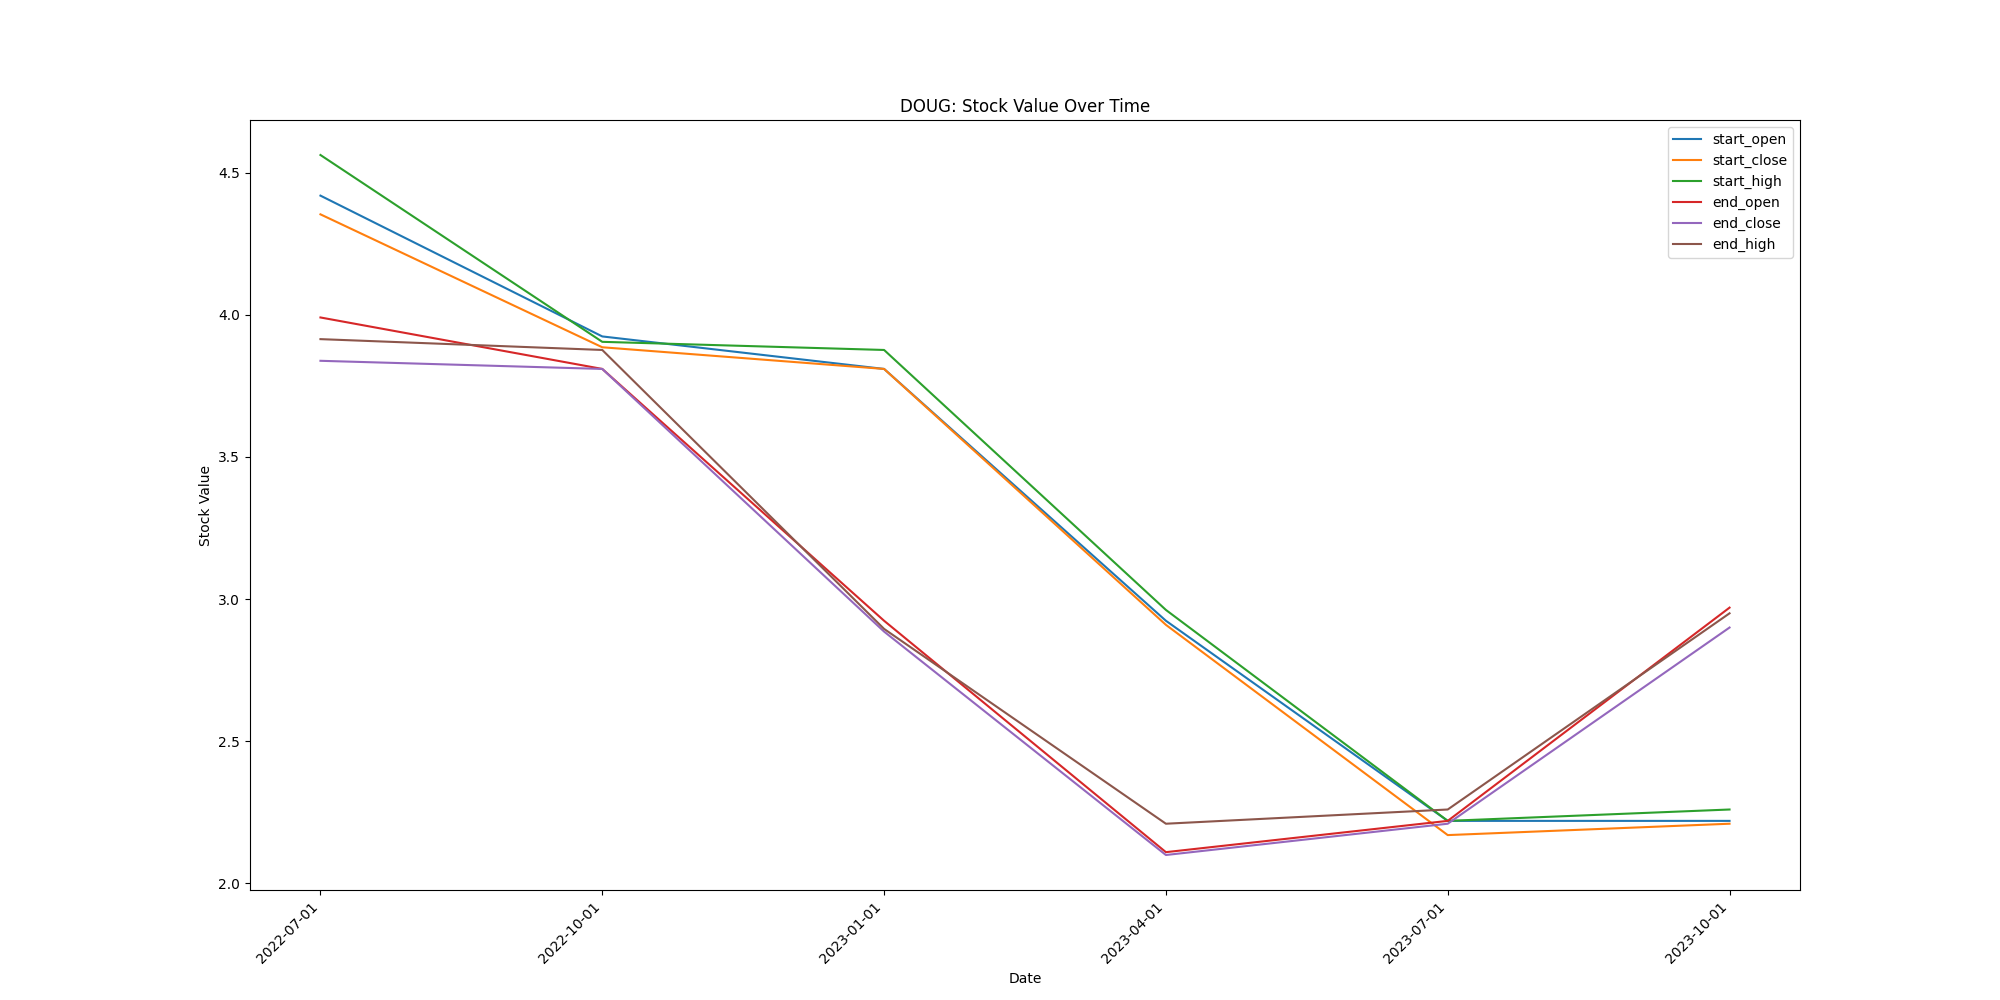 DOUG: Stock Value Over Time
start_open
start_close
start_high
end_open
end_close
end_high
Stock Value
4.5
4.0
3.5
3.0
2.5
2.0
2022-07-01
2022-10-01
2023-01-01
2023-04-01
2023-07-01
2023-10-01
Date